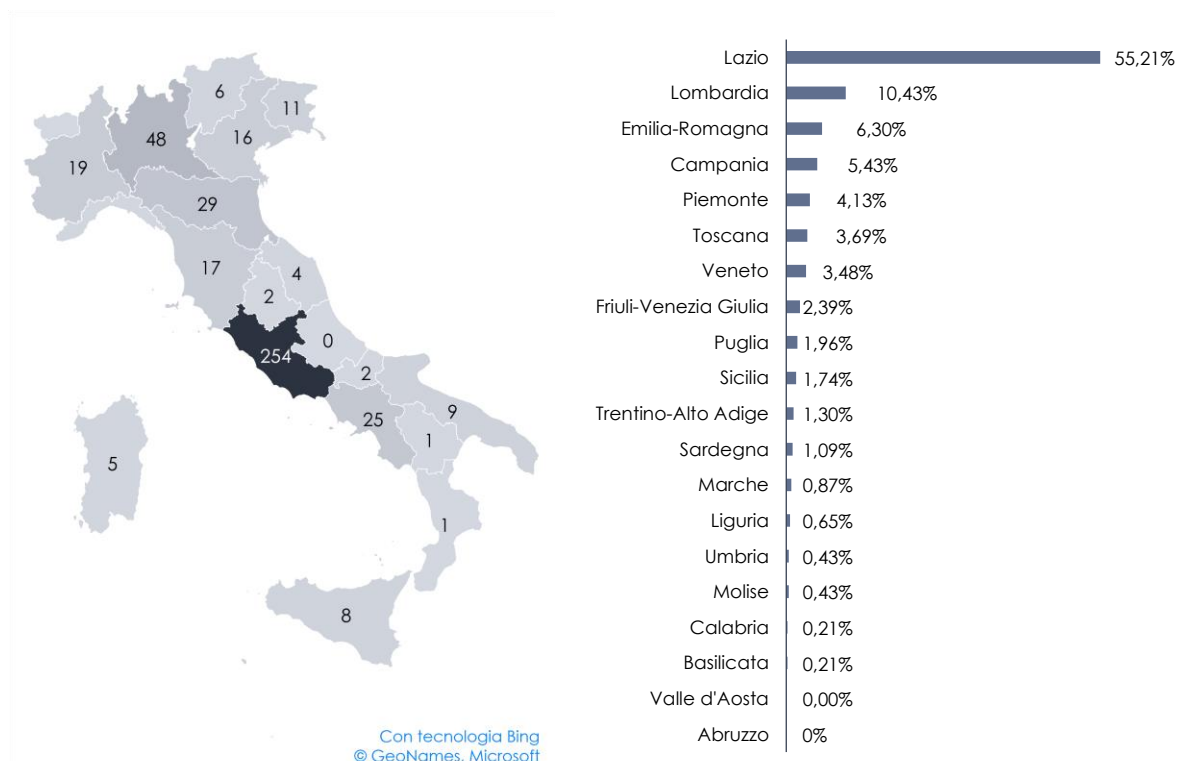 6
11
48
16
19
29
17
4
2
0
254
2
9
25
1
5
1
8
Con tecnologia Bing
© GeoNames, Microsoft
Lazio 55,21%
Lombardia 10,43%
Emilia-Romagna 6,30%
Campania 5,43%
Piemonte 4,13%
Toscana 3,69%
Veneto 3,48%
Friuli-Venezia Giulia 2,39%
Puglia 1,96%
Sicilia 1,74%
Trentino-Alto Adige 1,30%
Sardegna 1,09%
Marche 0,87%
Liguria 0,65%
Umbria 0,43%
Molise 0,43%
Calabria 0,21%
Basilicata 0,21%
Valle d'Aosta 0,00%
Abruzzo 0%